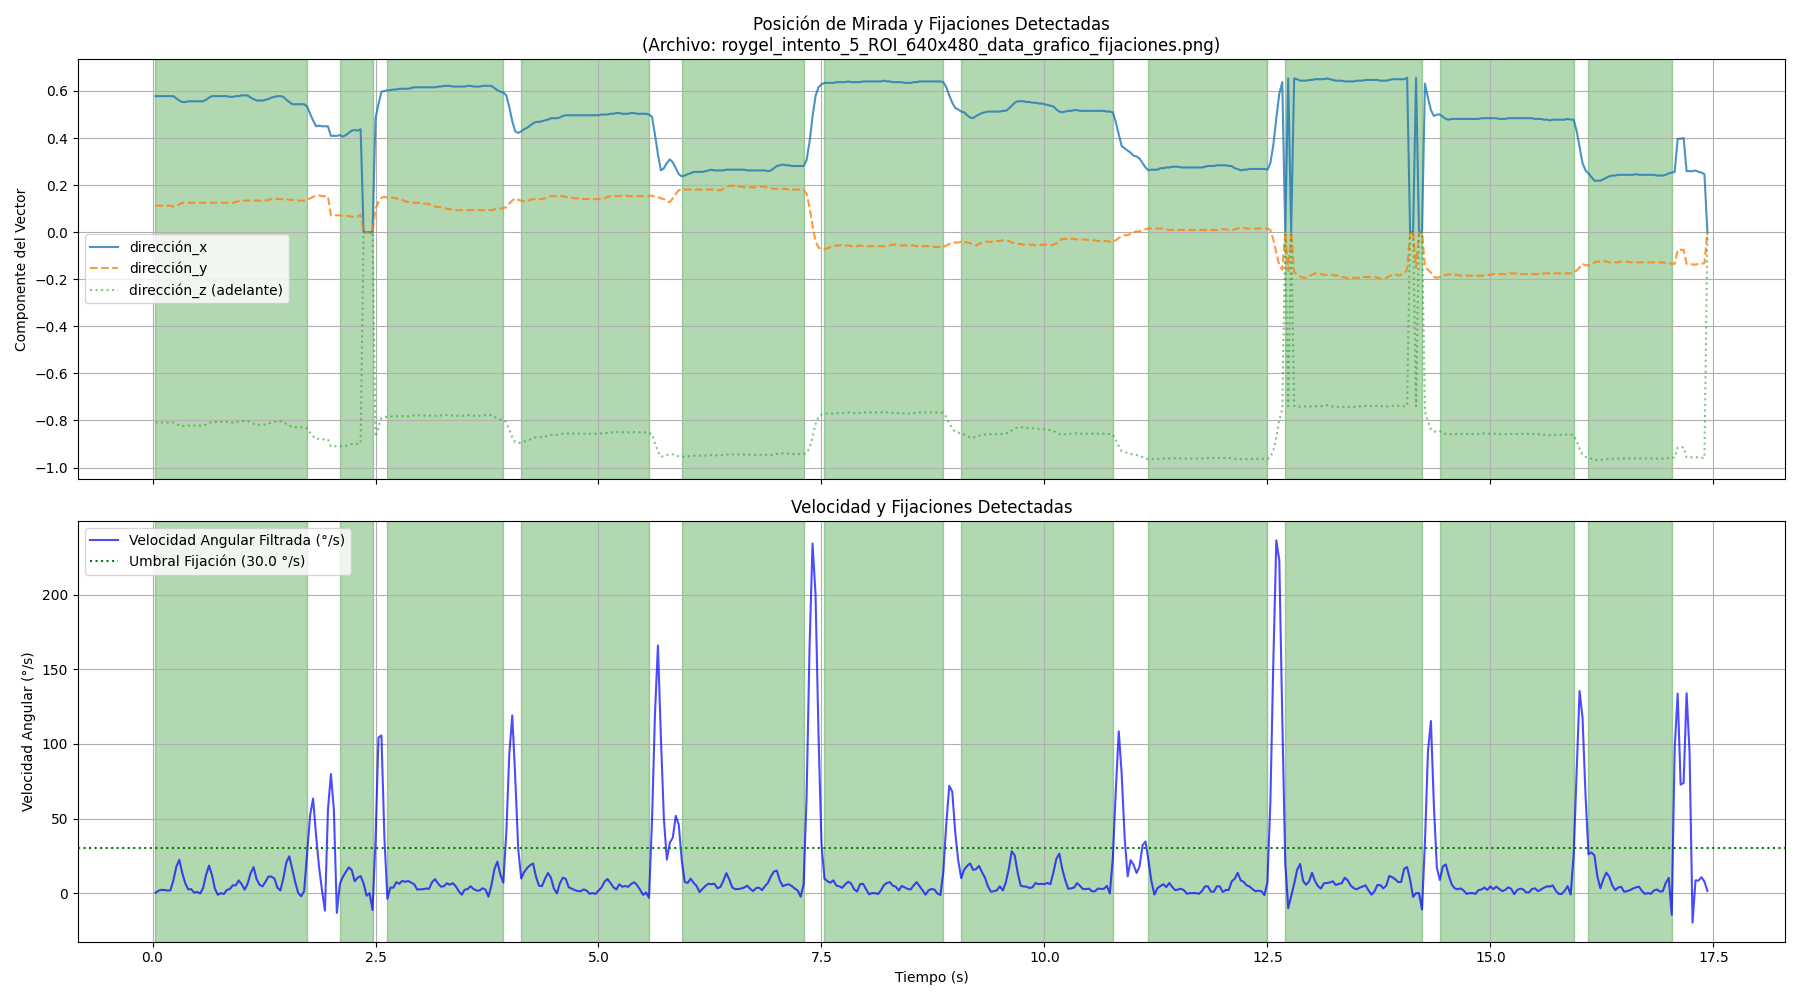 Posición de Mirada y Fijaciones Detectadas
(Archivo: roygel_intento_5_ROI_640x480_data_grafico_fijaciones.png)
Componente del Vector
0.6
0.4
0.2
0.0
−0.2
−0.4
−0.6
−0.8
−1.0
dirección_x
dirección_y
dirección_z (adelante)
Velocidad y Fijaciones Detectadas
Velocidad Angular (°/s)
200
150
100
50
0
Velocidad Angular Filtrada (°/s)
Umbral Fijación (30.0 °/s)
0.0 2.5 5.0 7.5 10.0 12.5 15.0 17.5
Tiempo (s)